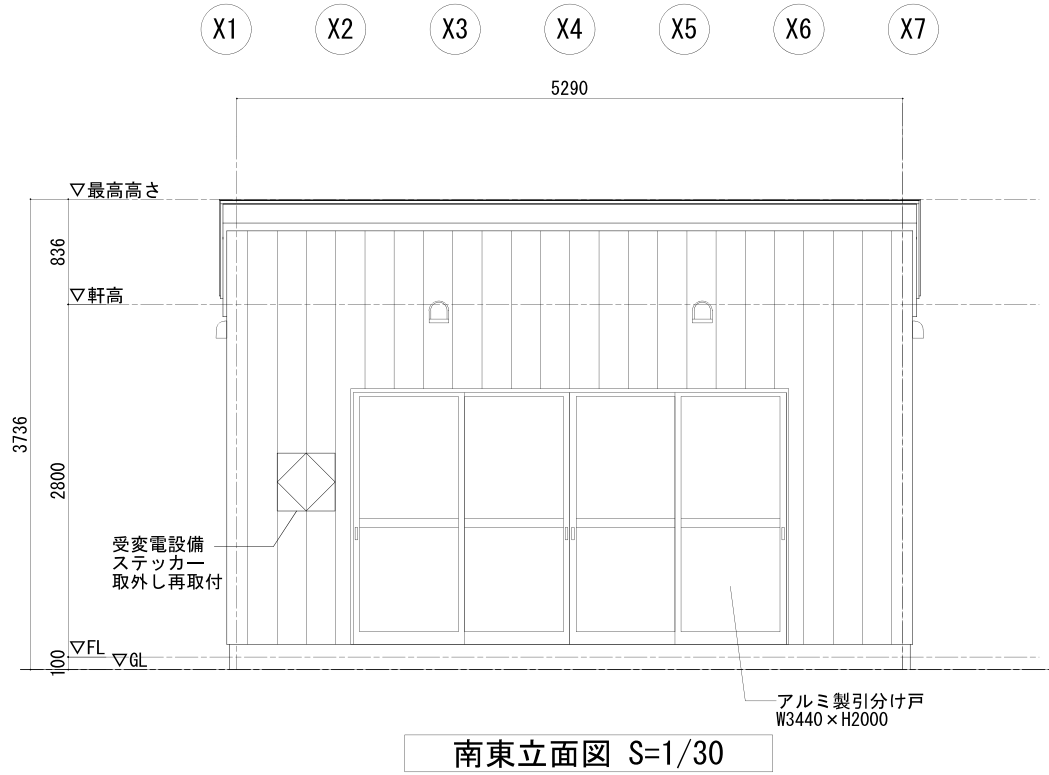 X1 X2 X3 X4 X5 X6 X7
5290
▽最高高さ
836
▽軒高
3736
2800
受変電設備
ステッカー
取外し再取付
▽FL
100
▽GL
アルミ製引分け戸
W3440×H2000
南東立面図 S=1/30